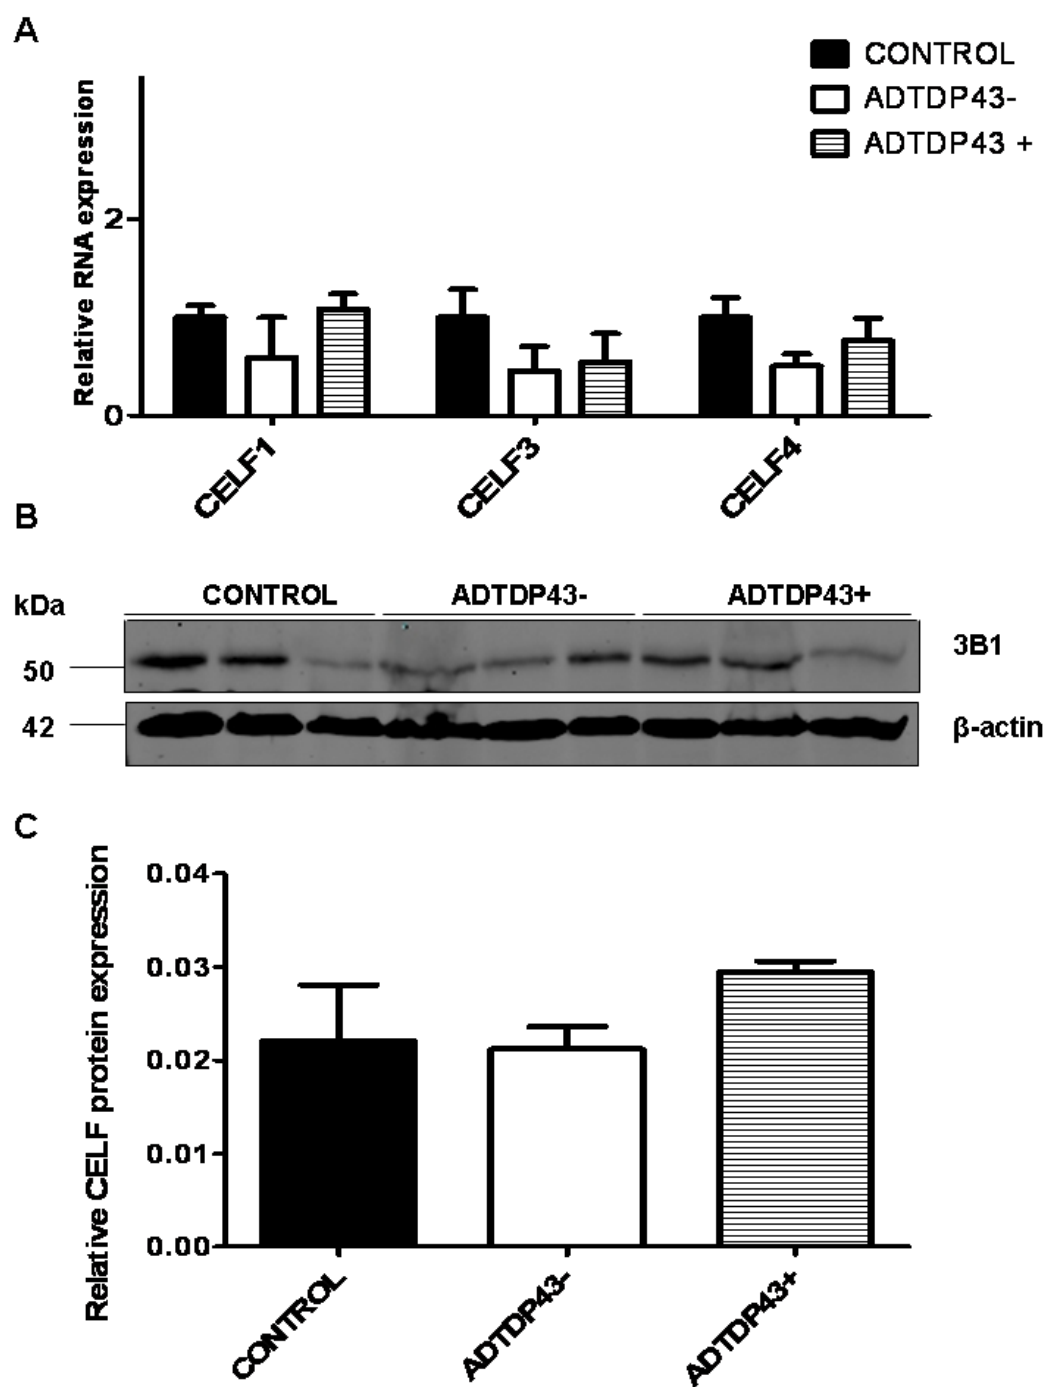 A
CONTROL
ADTDP43-
ADTDP43 +
Relative RNA expression
2
0
CELF1
CELF3
CELF4
B
kDa
CONTROL
ADTDP43-
ADTDP43+
50
3B1
42
β-actin
C
Relative CELF protein expression
0.04
0.03
0.02
0.01
0.00
CONTROL
ADTDP43-
ADTDP43+